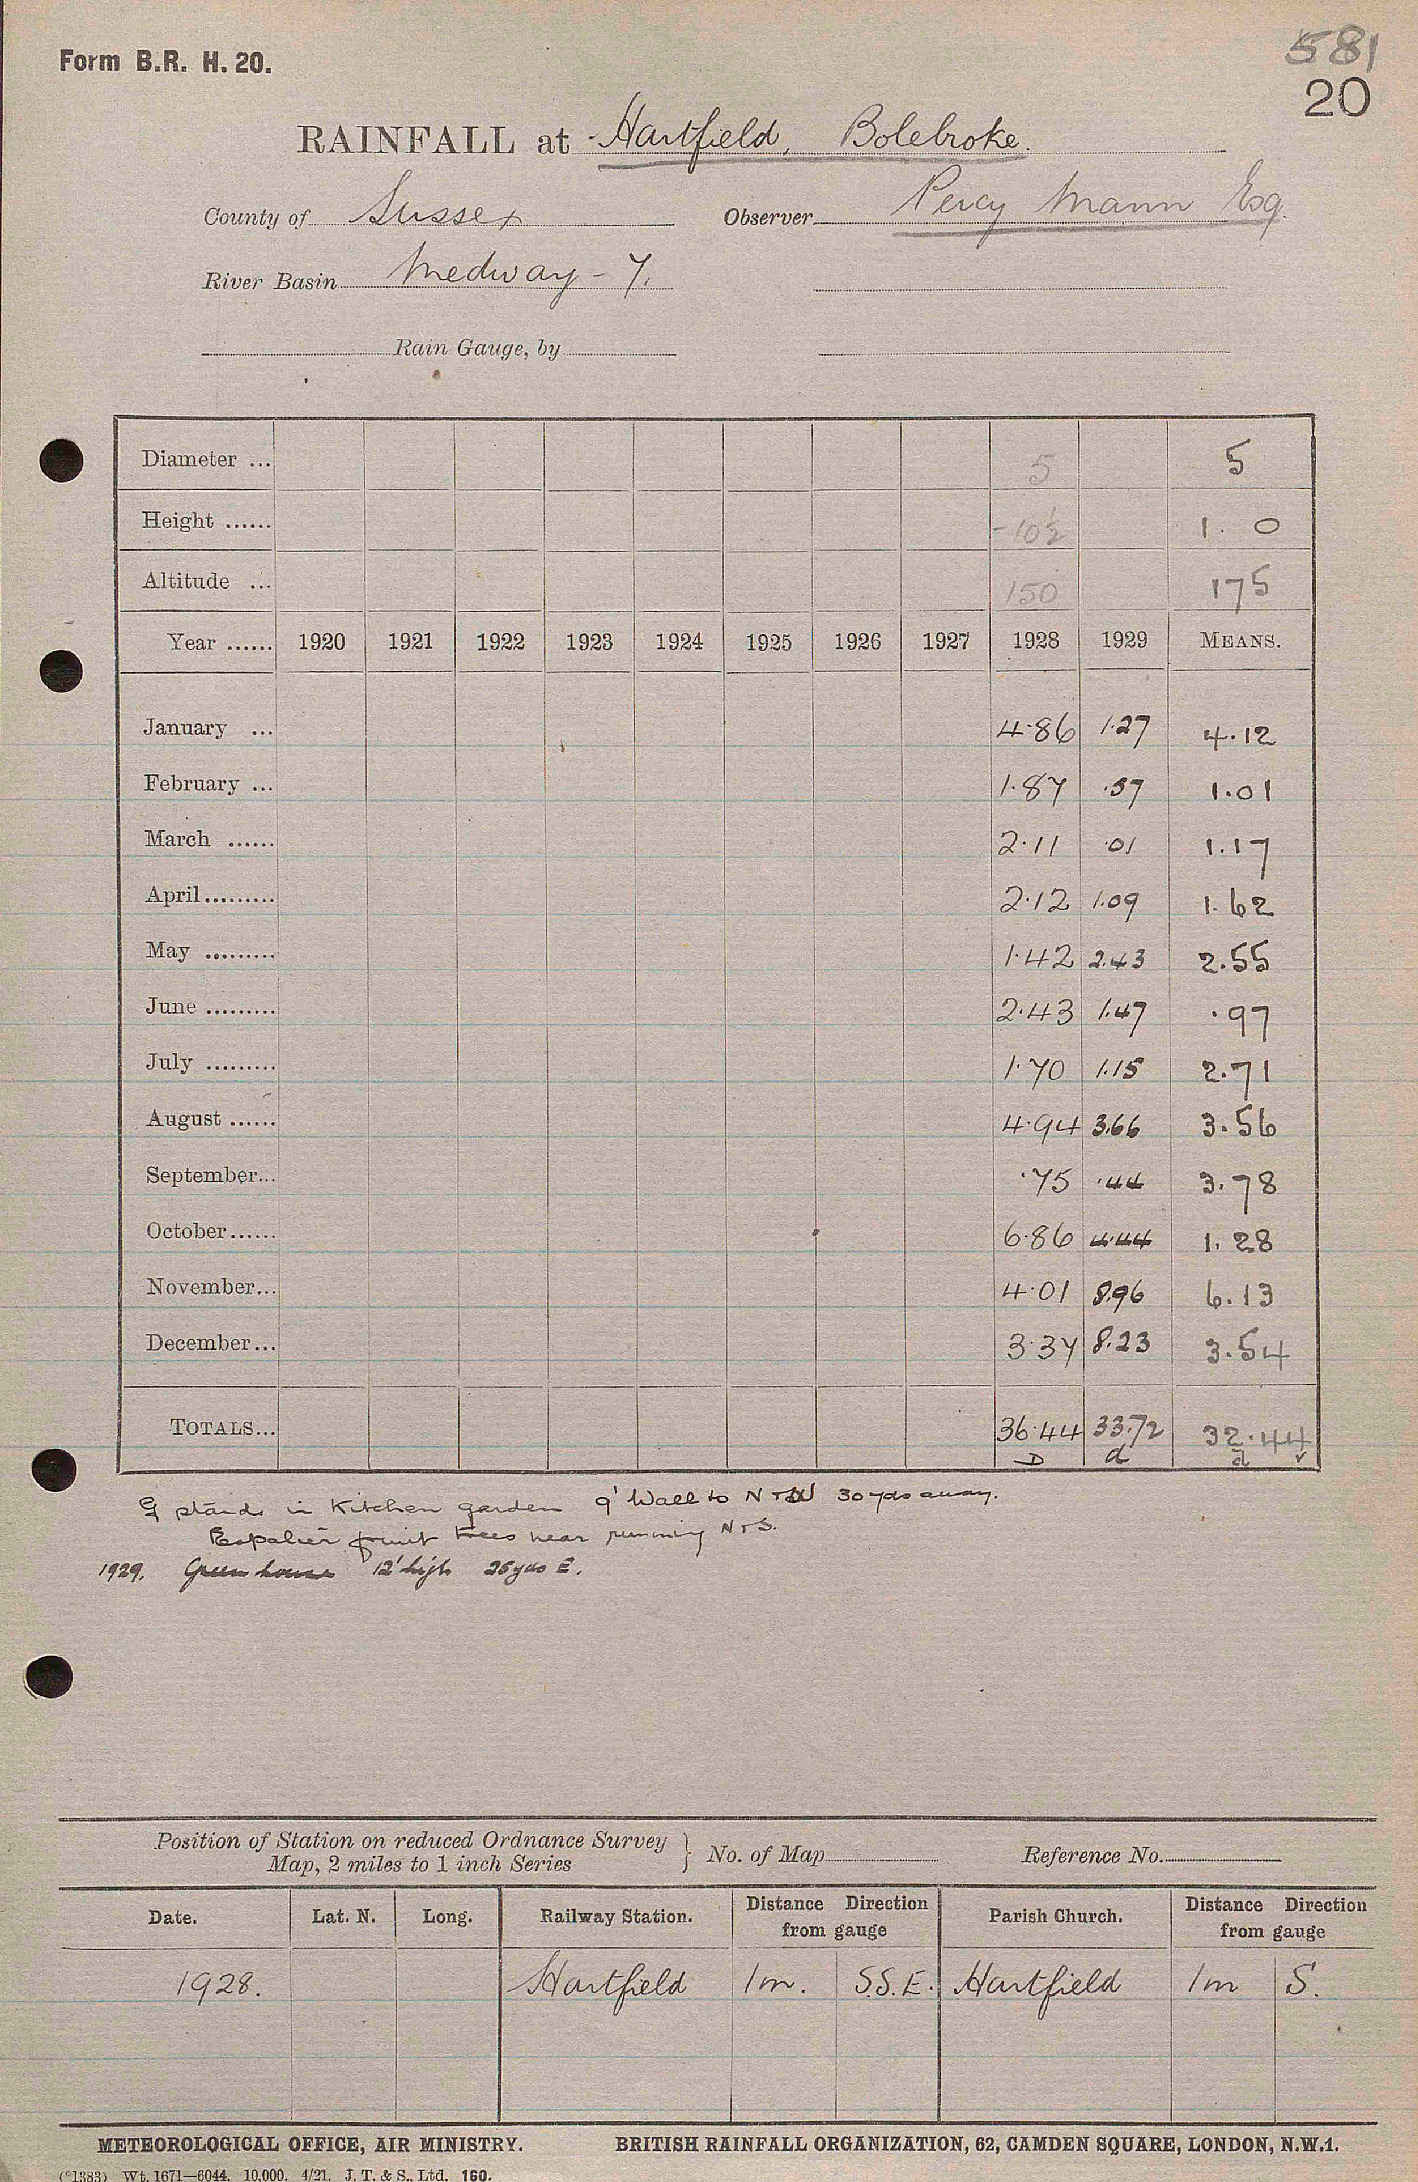 Form B.R. H. 20.
581
20
RAINFALL at Hartfield, Bolebroke.
County of Sussex Observer Percy Mann Esq.
River Basin Medway - 7.
Rain Gauge, by
Diameter ... 5 5
Height ...... -10½ 1. 0
Altitude ... 150 175
Year ...... 1920 1921 1922 1923 1924 1925 1926 1927 1928 1929 MEANS.
January ... 4.86 1.27 4.12
February ... 1.87 .57 1.01
March ...... 2.11 .01 1.17
April ......... 2.12 1.09 1.62
May ......... 1.42 2.43 2.55
June ......... 2.43 1.47 .97
July ......... 1.70 1.15 2.71
August ...... 4.94 3.66 3.56
September... .75 .44 3.78
October...... 6.86 4.44 1.28
November... 4.01 8.96 6.13
December... 3.37 8.23 3.54
TOTALS... 36.44 33.72 32.44
D d d v
G stands in Kitchen garden 9' Wall to N & W 30 yds away.
Espalier fruit trees near running N & S.
1929. Greenhouse 12' high 26 yds E.
Position of Station on reduced Ordnance Survey Map, 2 miles to 1 inch Series } No. of Map Reference No.
Date. Lat. N. Long. Railway Station. Distance Direction from gauge Parish Church. Distance Direction from gauge
1928. Hartfield 1 m. S.S.E. Hartfield 1 m S.
METEOROLOGICAL OFFICE, AIR MINISTRY. BRITISH RAINFALL ORGANIZATION, 62, CAMDEN SQUARE, LONDON, N.W.1.
(*1383) Wt. 1671—6044. 10,000. 4/21. J. T. & S., Ltd. 160.